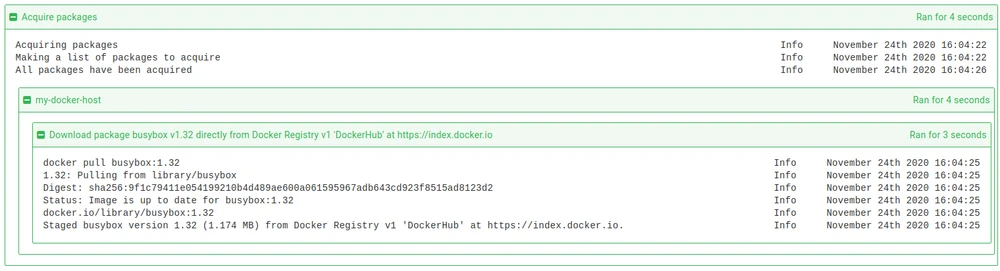 Acquire packages Ran for 4 seconds
Acquiring packages Info November 24th 2020 16:04:22
Making a list of packages to acquire Info November 24th 2020 16:04:22
All packages have been acquired Info November 24th 2020 16:04:26
my-docker-host Ran for 4 seconds
Download package busybox v1.32 directly from Docker Registry v1 'DockerHub' at https://index.docker.io Ran for 3 seconds
docker pull busybox:1.32 Info November 24th 2020 16:04:25
1.32: Pulling from library/busybox Info November 24th 2020 16:04:25
Digest: sha256:9f1c79411e054199210b4d489ae600a061595967adb643cd923f8515ad8123d2 Info November 24th 2020 16:04:25
Status: Image is up to date for busybox:1.32 Info November 24th 2020 16:04:25
docker.io/library/busybox:1.32 Info November 24th 2020 16:04:25
Staged busybox version 1.32 (1.174 MB) from Docker Registry v1 'DockerHub' at https://index.docker.io. Info November 24th 2020 16:04:25